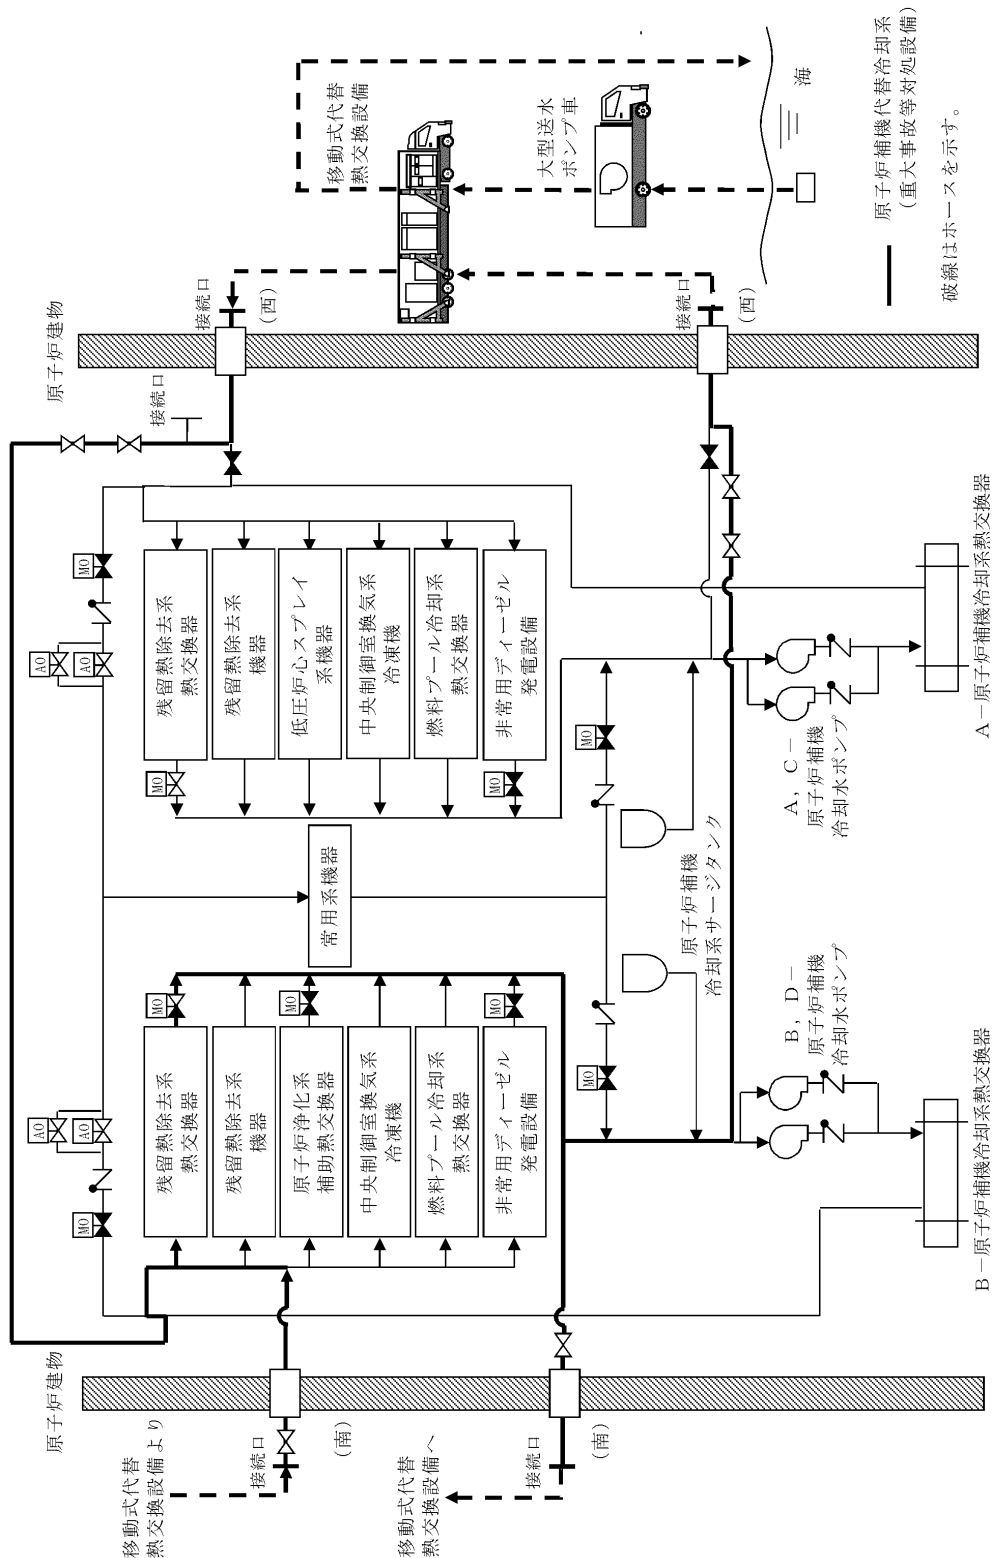 移動式代替
熱交換設備より
接続口
(南)
移動式代替
熱交換設備へ
接続口
(南)
原子炉建物
MO
AO
AO
残留熱除去系
熱交換器
残留熱除去系
機器
原子炉浄化系
補助熱交換器
中央制御室換気系
冷凍機
燃料プール冷却系
熱交換器
非常用ディーゼル
発電設備
MO
MO
MO
MO
B－原子炉補機冷却系熱交換器
B, D－
原子炉補機
冷却水ポンプ
常用系機器
原子炉補機
冷却系サージタンク
AO
AO
MO
残留熱除去系
熱交換器
残留熱除去系
機器
低圧炉心スプレイ
系機器
中央制御室換気系
冷凍機
燃料プール冷却系
熱交換器
非常用ディーゼル
発電設備
MO
MO
MO
A, C－
原子炉補機
冷却水ポンプ
A－原子炉補機冷却系熱交換器
原子炉建物
接続口
接続口
(西)
接続口
(西)
移動式代替
熱交換設備
大型送水
ポンプ車
海
原子炉補機代替冷却系
(重大事故等対処設備)
破線はホースを示す。